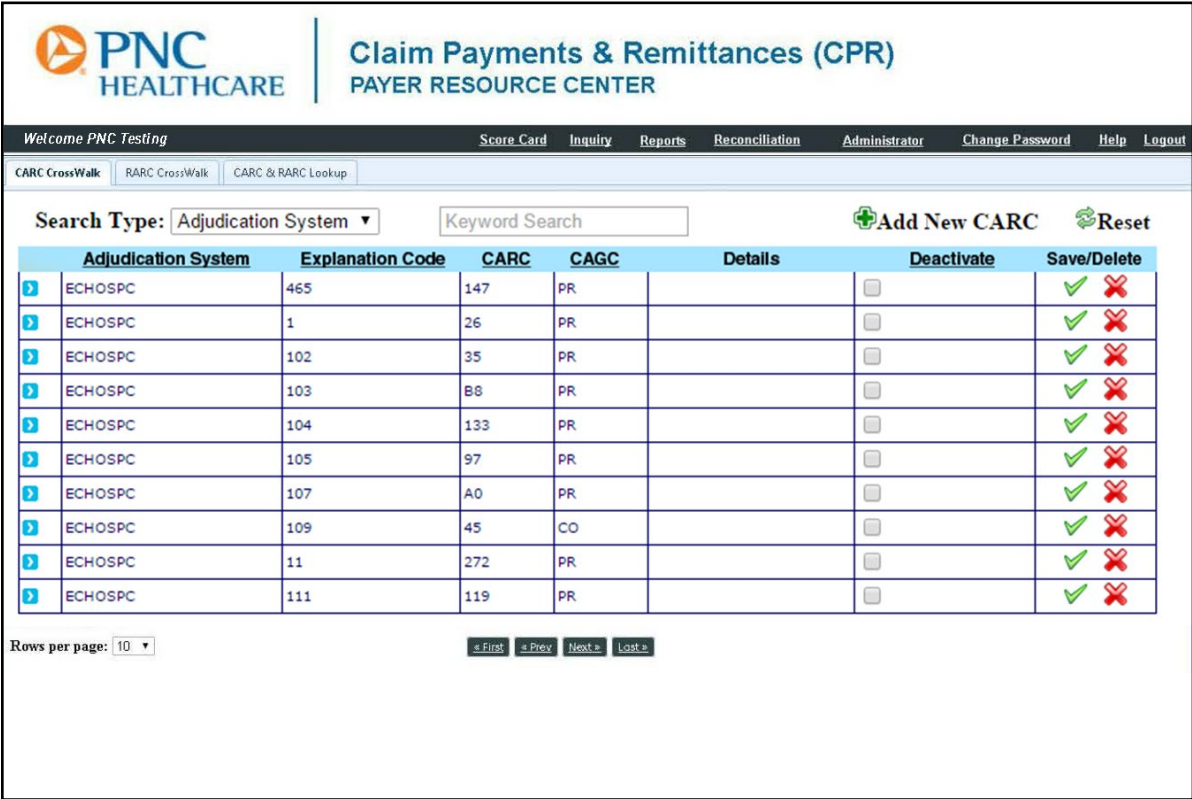 PNC
HEALTHCARE
Claim Payments & Remittances (CPR)
PAYER RESOURCE CENTER
Welcome PNC Testing Score Card Inquiry Reports Reconciliation Administrator Change Password Help Logout
CARC CrossWalk RARC CrossWalk CARC & RARC Lookup
Search Type: Adjudication System Keyword Search Add New CARC Reset
Adjudication System Explanation Code CARC CAGC Details Deactivate Save/Delete
ECHOSPC 465 147 PR
ECHOSPC 1 26 PR
ECHOSPC 102 35 PR
ECHOSPC 103 B8 PR
ECHOSPC 104 133 PR
ECHOSPC 105 97 PR
ECHOSPC 107 A0 PR
ECHOSPC 109 45 CO
ECHOSPC 11 272 PR
ECHOSPC 111 119 PR
Rows per page: 10 « First « Prev Next » Last »